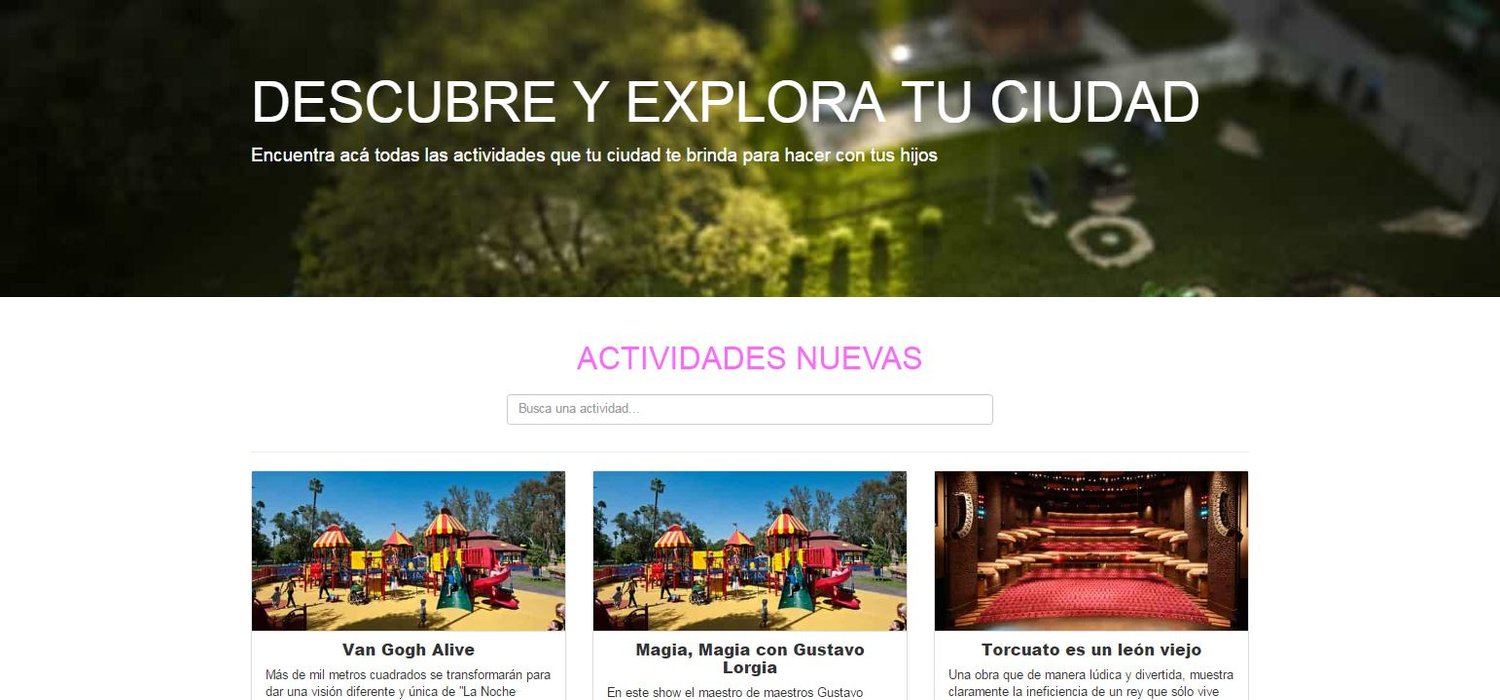 DESCUBRE Y EXPLORA TU CIUDAD
Encuentra acá todas las actividades que tu ciudad te brinda para hacer con tus hijos
ACTIVIDADES NUEVAS
Busca una actividad...
Van Gogh Alive
Más de mil metros cuadrados se transformarán para
dar una visión diferente y única de "La Noche
Magia, Magia con Gustavo
Lorgia
En este show el maestro de maestros Gustavo
Torcuato es un león viejo
Una obra que de manera lúdica y divertida, muestra
claramente la ineficiencia de un rey que sólo vive